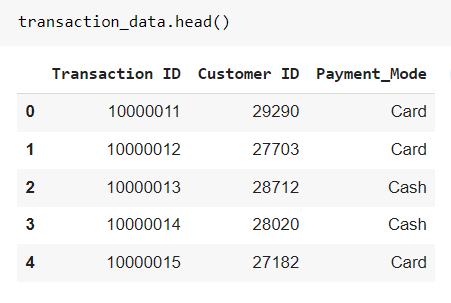 transaction_data.head()
Transaction ID Customer ID Payment_Mode
0 10000011 29290 Card
1 10000012 27703 Card
2 10000013 28712 Cash
3 10000014 28020 Cash
4 10000015 27182 Card